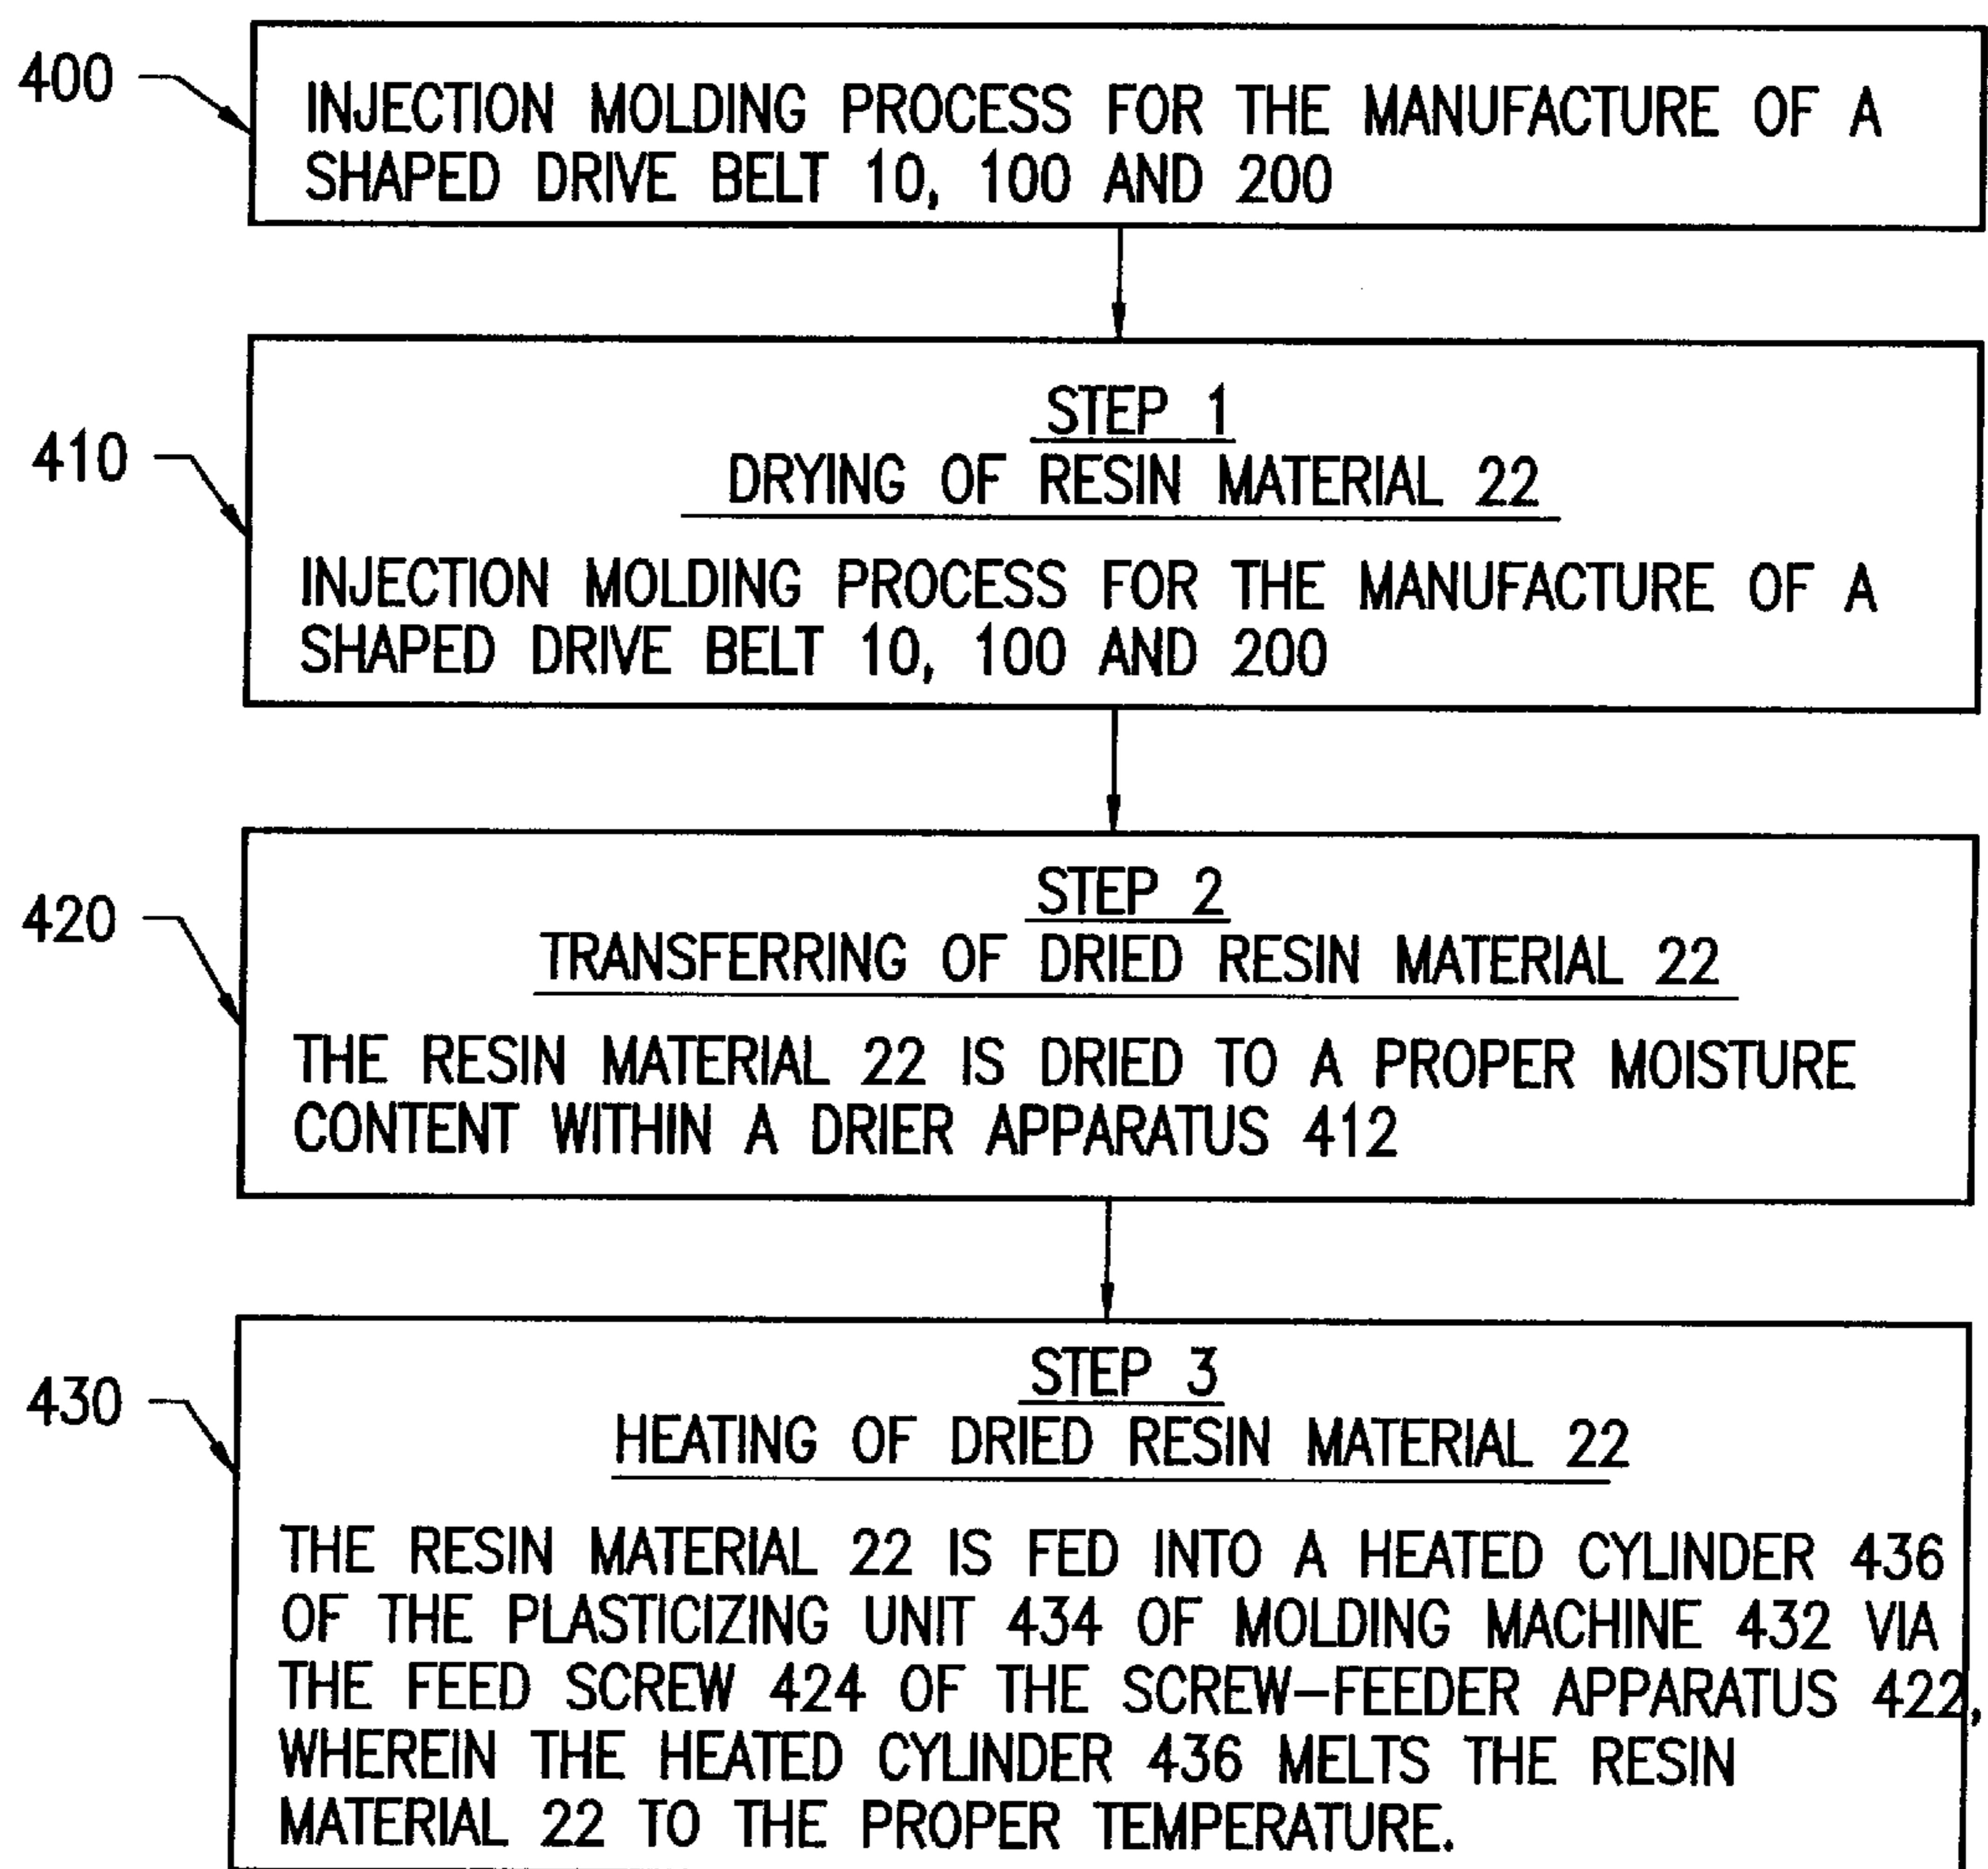 400
INJECTION MOLDING PROCESS FOR THE MANUFACTURE OF A
SHAPED DRIVE BELT 10, 100 AND 200
410
STEP 1
DRYING OF RESIN MATERIAL 22
INJECTION MOLDING PROCESS FOR THE MANUFACTURE OF A
SHAPED DRIVE BELT 10, 100 AND 200
420
STEP 2
TRANSFERRING OF DRIED RESIN MATERIAL 22
THE RESIN MATERIAL 22 IS DRIED TO A PROPER MOISTURE
CONTENT WITHIN A DRIER APPARATUS 412
430
STEP 3
HEATING OF DRIED RESIN MATERIAL 22
THE RESIN MATERIAL 22 IS FED INTO A HEATED CYLINDER 436
OF THE PLASTICIZING UNIT 434 OF MOLDING MACHINE 432 VIA
THE FEED SCREW 424 OF THE SCREW-FEEDER APPARATUS 422,
WHEREIN THE HEATED CYLINDER 436 MELTS THE RESIN
MATERIAL 22 TO THE PROPER TEMPERATURE.